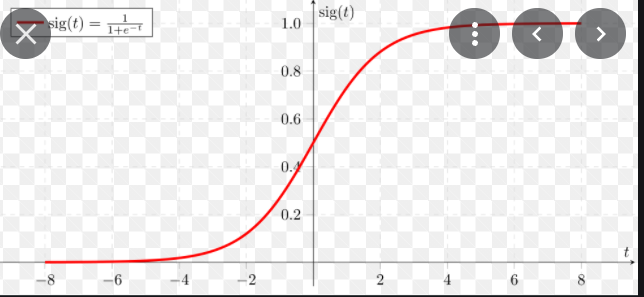 sig(t) = 1/(1+e^{-t})
sig(t)
1.0
0.8
0.6
0.4
0.2
t
−8 −6 −4 −2 2 4 6 8